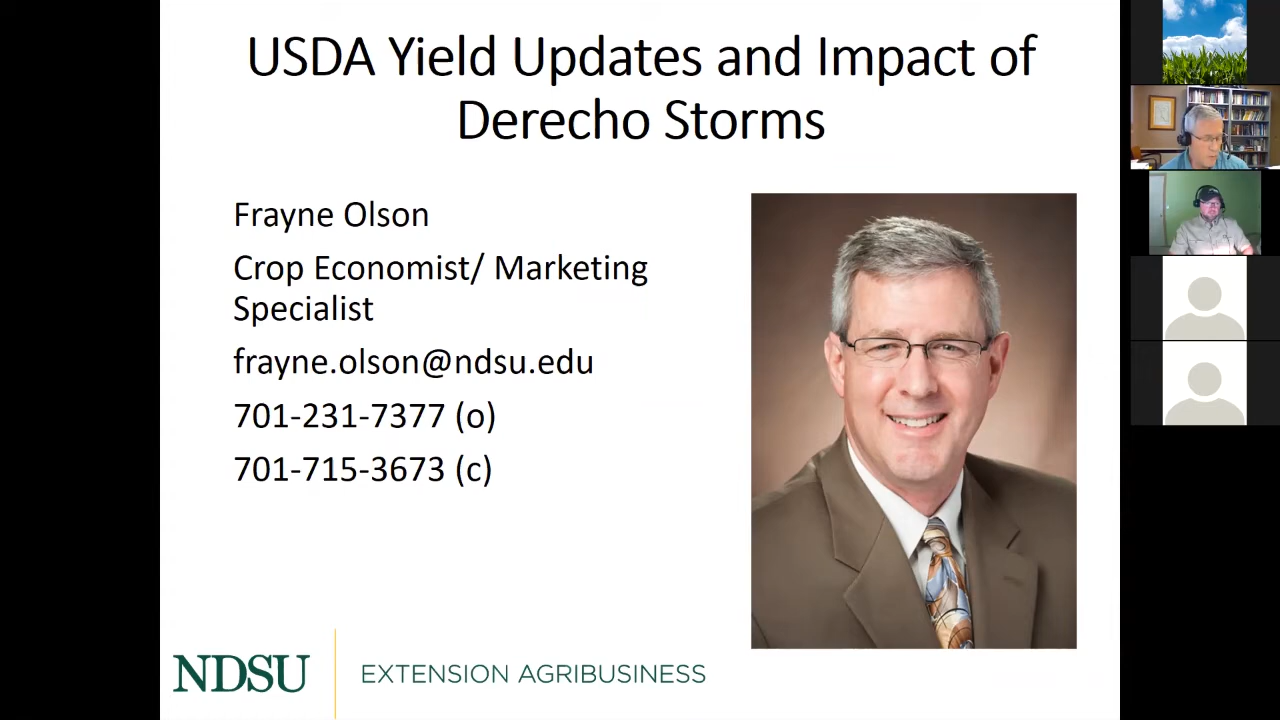 USDA Yield Updates and Impact of
Derecho Storms
Frayne Olson
Crop Economist/ Marketing
Specialist
frayne.olson@ndsu.edu
701-231-7377 (o)
701-715-3673 (c)
NDSU
EXTENSION AGRIBUSINESS